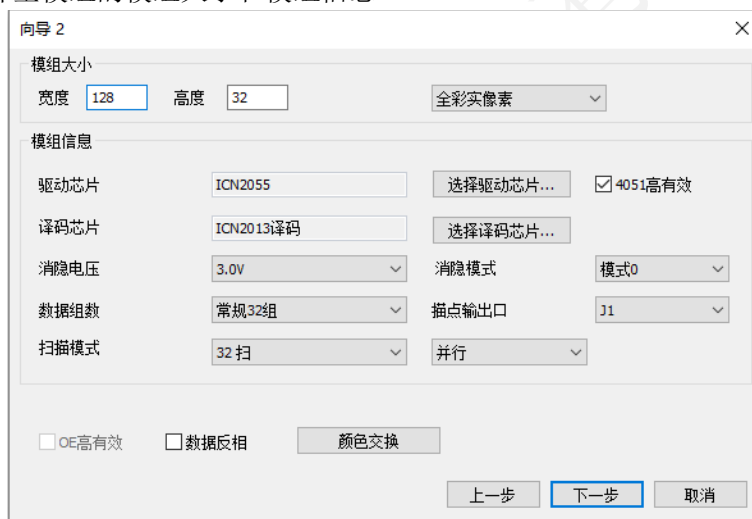 向导 2
模组大小
宽度 128 高度 32 全彩实像素
模组信息
驱动芯片 ICN2055 选择驱动芯片... 4051高有效
译码芯片 ICN2013译码 选择译码芯片...
消隐电压 3.0V 消隐模式 模式0
数据组数 常规32组 描点输出口 J1
扫描模式 32 扫 并行
OE高有效 数据反相 颜色交换
上一步 下一步 取消